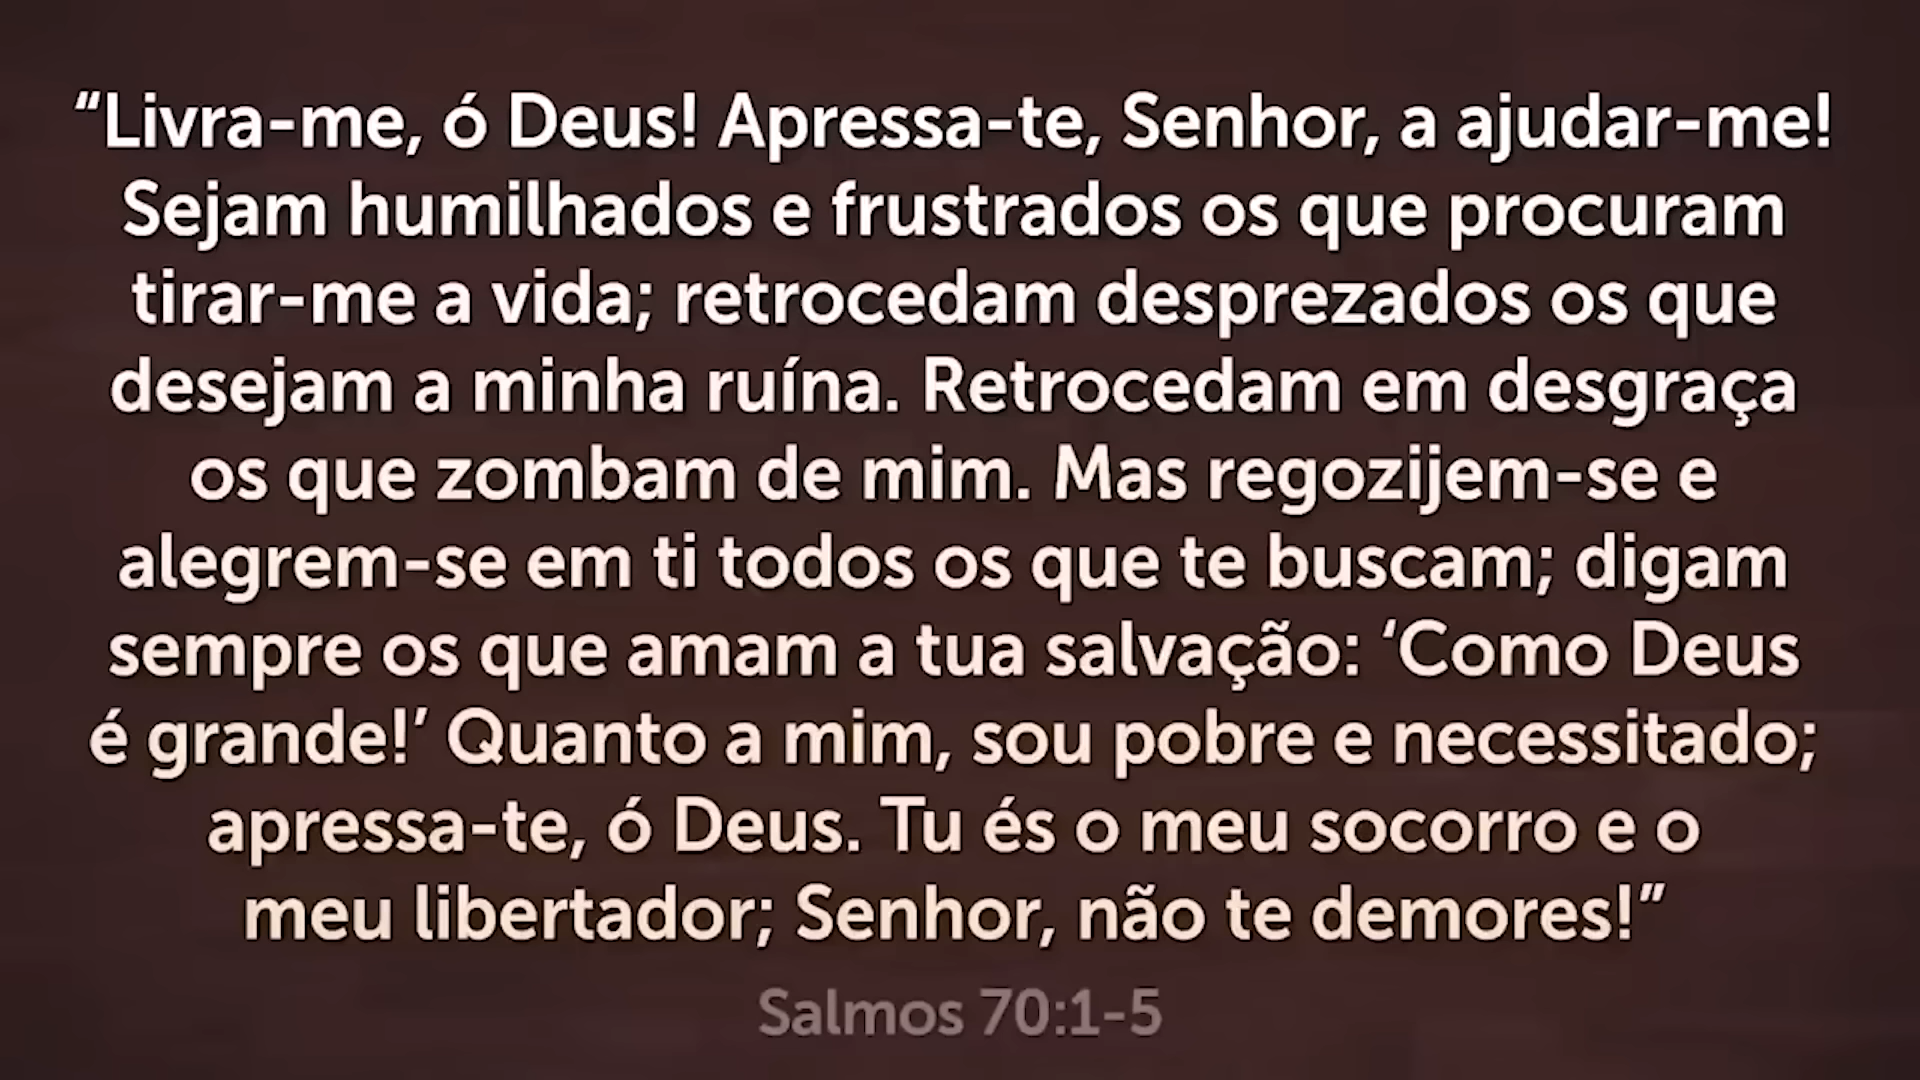 “Livra-me, ó Deus! Apressa-te, Senhor, a ajudar-me!
Sejam humilhados e frustrados os que procuram
tirar-me a vida; retrocedam desprezados os que
desejam a minha ruína. Retrocedam em desgraça
os que zombam de mim. Mas regozijem-se e
alegrem-se em ti todos os que te buscam; digam
sempre os que amam a tua salvação: ‘Como Deus
é grande!’ Quanto a mim, sou pobre e necessitado;
apressa-te, ó Deus. Tu és o meu socorro e o
meu libertador; Senhor, não te demores!”
Salmos 70:1-5